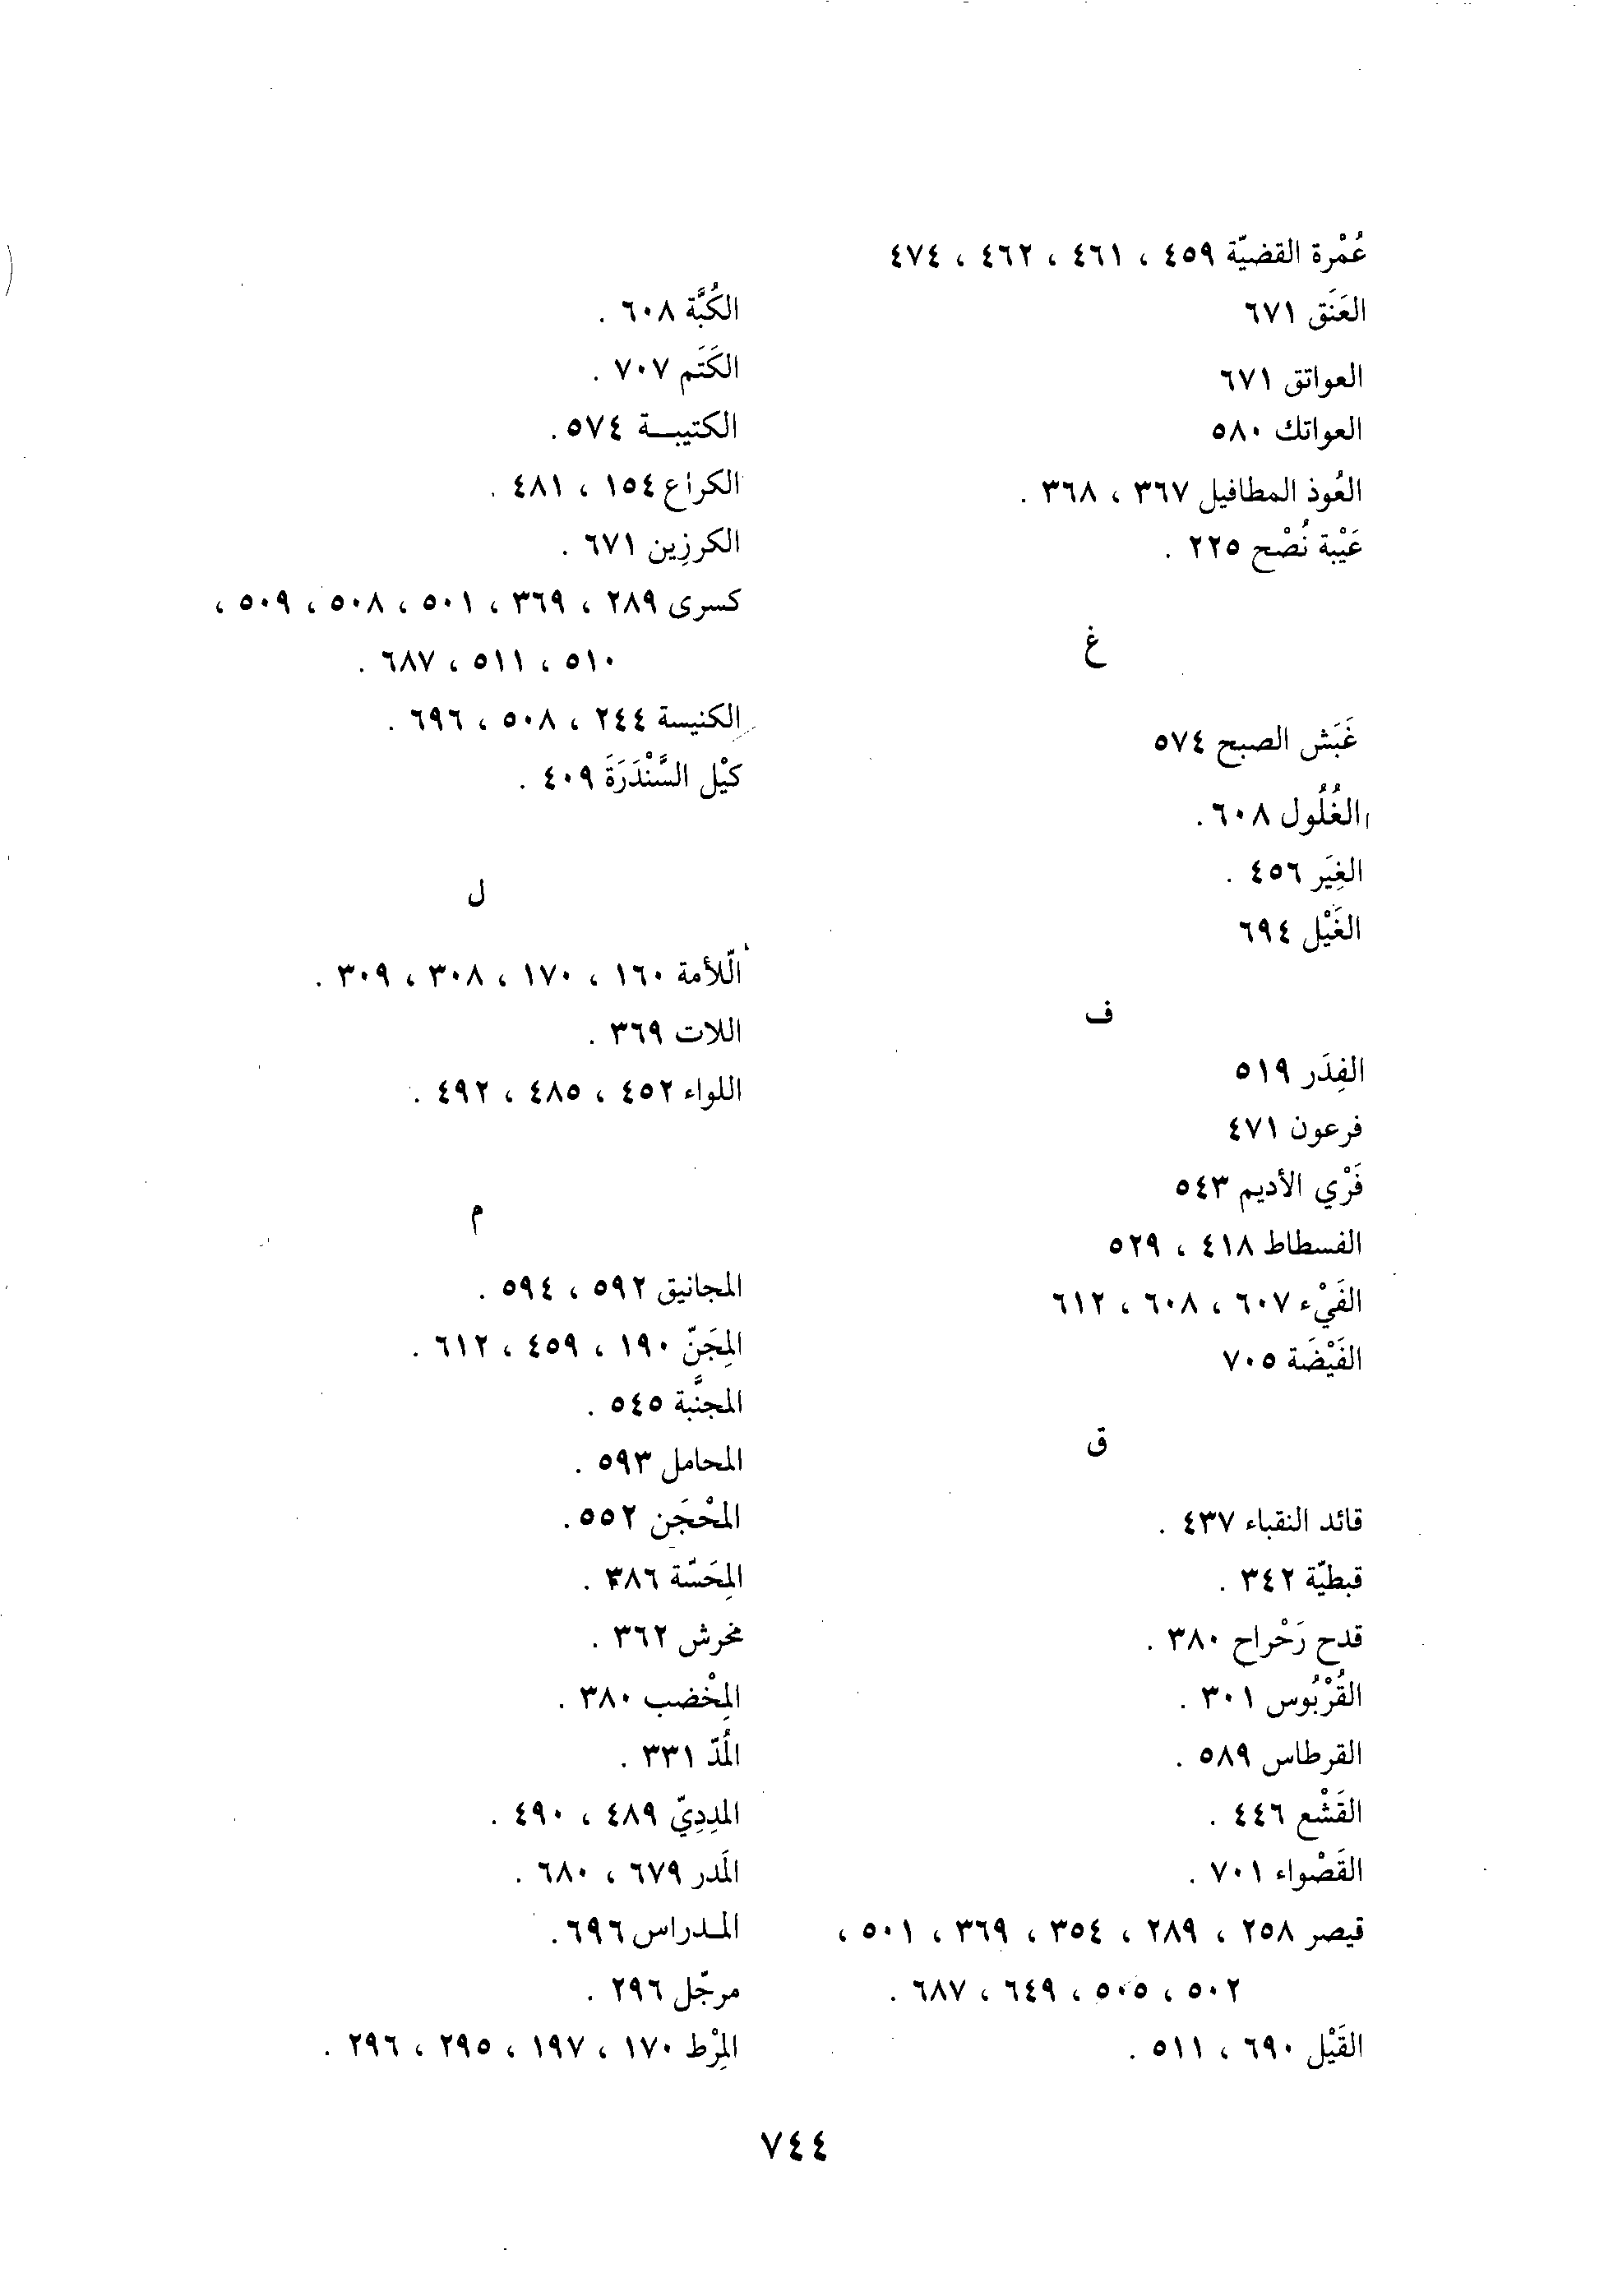 عُمْرة القضيّة ٤٥٩ ، ٤٦١ ، ٤٦٢ ، ٤٧٤
العَنَق ٦٧١
العواتق ٦٧١
العواتك ٥٨٠
العُوذ المطافيل ٣٦٧ ، ٣٦٨ .
عَيْبة نُصْح ٢٢٥ .
غ
غَبَش الصبح ٥٧٤
الغُلُول ٦٠٨ .
الغِيَر ٤٥٦ .
الغَيْل ٦٩٤
ف
الفِدَر ٥١٩
فرعون ٤٧١
فَرْي الأديم ٥٤٣
الفسطاط ٤١٨ ، ٥٢٩
الفَيْء ٦٠٧ ، ٦٠٨ ، ٦١٢
الفَيْضَة ٧٠٥
ق
قائد النقباء ٤٣٧ .
قبطيّة ٣٤٢ .
قدح رَحْراح ٣٨٠ .
القُرْبُوس ٣٠١ .
القرطاس ٥٨٩ .
القَشْع ٤٤٦ .
القَصْواء ٧٠١ .
قيصر ٢٥٨ ، ٢٨٩ ، ٣٥٤ ، ٣٦٩ ، ٥٠١ ،
٥٠٢ ، ٥٠٥ ، ٦٤٩ ، ٦٨٧ .
القَيْل ٦٩٠ ، ٥١١ .
الكُبَّة ٦٠٨ .
الكَتَم ٧٠٧ .
الكتيبـــة ٥٧٤ .
الكراع ١٥٤ ، ٤٨١ .
الكرزِين ٦٧١ .
كسرى ٢٨٩ ، ٣٦٩ ، ٥٠١ ، ٥٠٨ ، ٥٠٩ ،
٥١٠ ، ٥١١ ، ٦٨٧ .
الكنيسة ٢٤٤ ، ٥٠٨ ، ٦٩٦ .
كيْل السَّنْدَرَةَ ٤٠٩ .
ل
الّلأمة ١٦٠ ، ١٧٠ ، ٣٠٨ ، ٣٠٩ .
اللات ٣٦٩ .
اللواء ٤٥٢ ، ٤٨٥ ، ٤٩٢ .
م
المجانيق ٥٩٢ ، ٥٩٤ .
المِجَنّ ١٩٠ ، ٤٥٩ ، ٦١٢ .
المجنَّبة ٥٤٥ .
المحامل ٥٩٣ .
المحْجَن ٥٥٢ .
المِحَسّة ٣٨٦ .
مخرش ٣٦٢ .
المِخْضب ٣٨٠ .
المُدّ ٣٣١ .
المدِدِيّ ٤٨٩ ، ٤٩٠ .
المَدر ٦٧٩ ، ٦٨٠ .
المـدراس ٦٩٦ .
مرجّل ٢٩٦ .
المِرْط ١٧٠ ، ١٩٧ ، ٢٩٥ ، ٢٩٦ .
٧٤٤